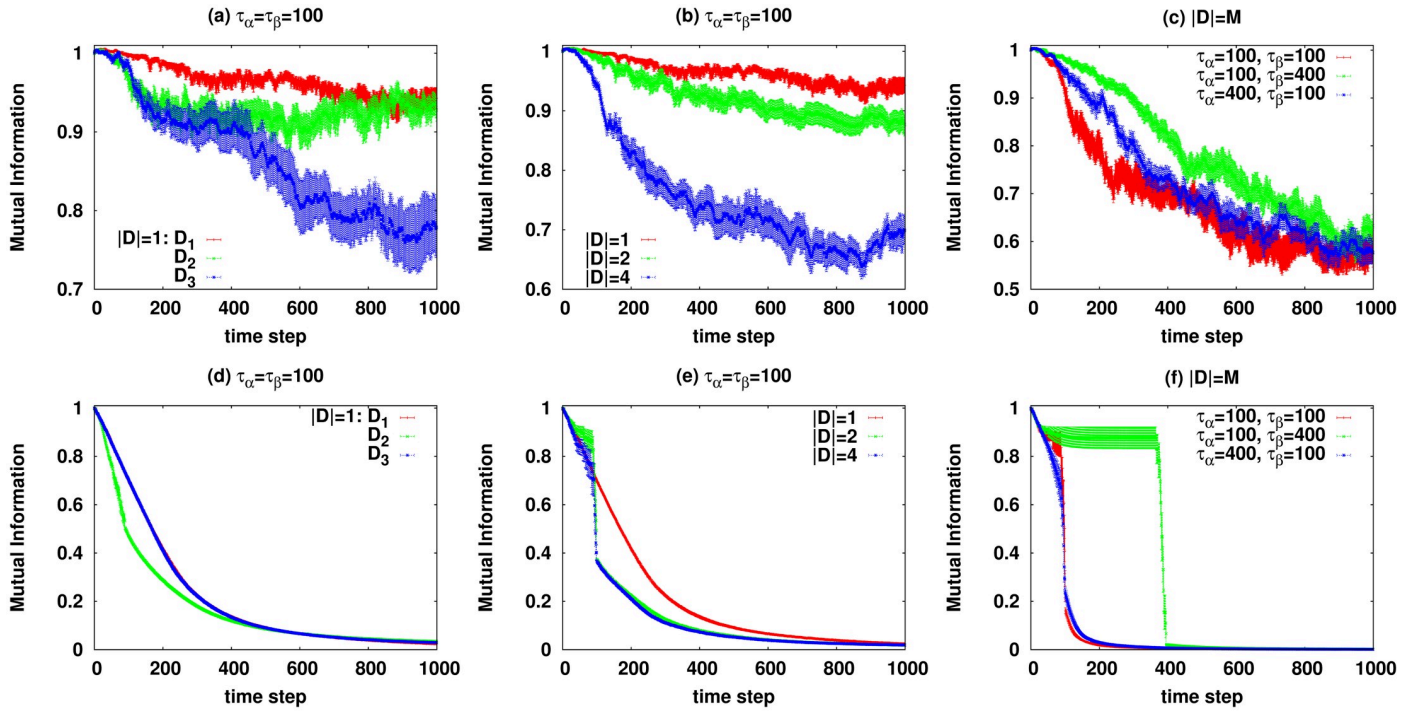 (a) τα=τβ=100
Mutual Information
1
0.9
0.8
0.7
|D|=1: D1
D2
D3
0 200 400 600 800 1000
time step
(b) τα=τβ=100
Mutual Information
1
0.9
0.8
0.7
0.6
|D|=1
|D|=2
|D|=4
0 200 400 600 800 1000
time step
(c) |D|=M
Mutual Information
1
0.9
0.8
0.7
0.6
0.5
τα=100, τβ=100
τα=100, τβ=400
τα=400, τβ=100
0 200 400 600 800 1000
time step
(d) τα=τβ=100
Mutual Information
1
0.8
0.6
0.4
0.2
0
|D|=1: D1
D2
D3
0 200 400 600 800 1000
time step
(e) τα=τβ=100
Mutual Information
1
0.8
0.6
0.4
0.2
0
|D|=1
|D|=2
|D|=4
0 200 400 600 800 1000
time step
(f) |D|=M
Mutual Information
1
0.8
0.6
0.4
0.2
0
τα=100, τβ=100
τα=100, τβ=400
τα=400, τβ=100
0 200 400 600 800 1000
time step